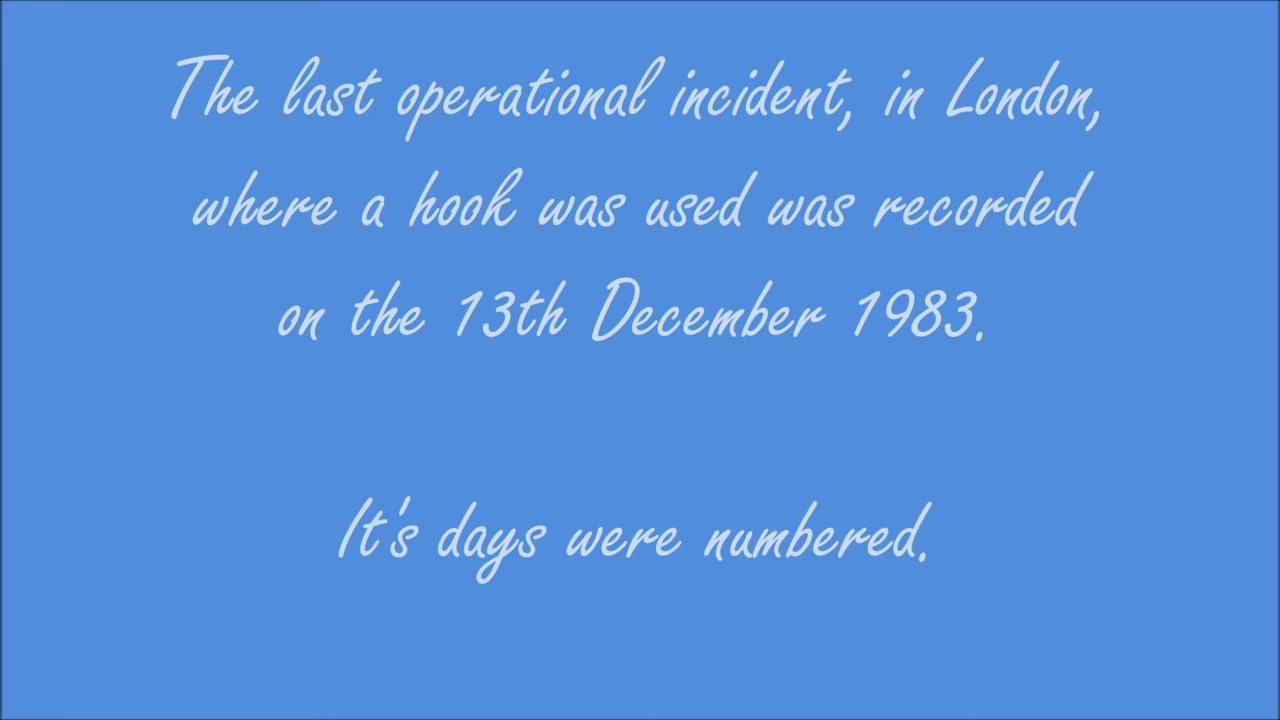 The last operational incident, in London,
where a hook was used was recorded
on the 13th December 1983.
It's days were numbered.